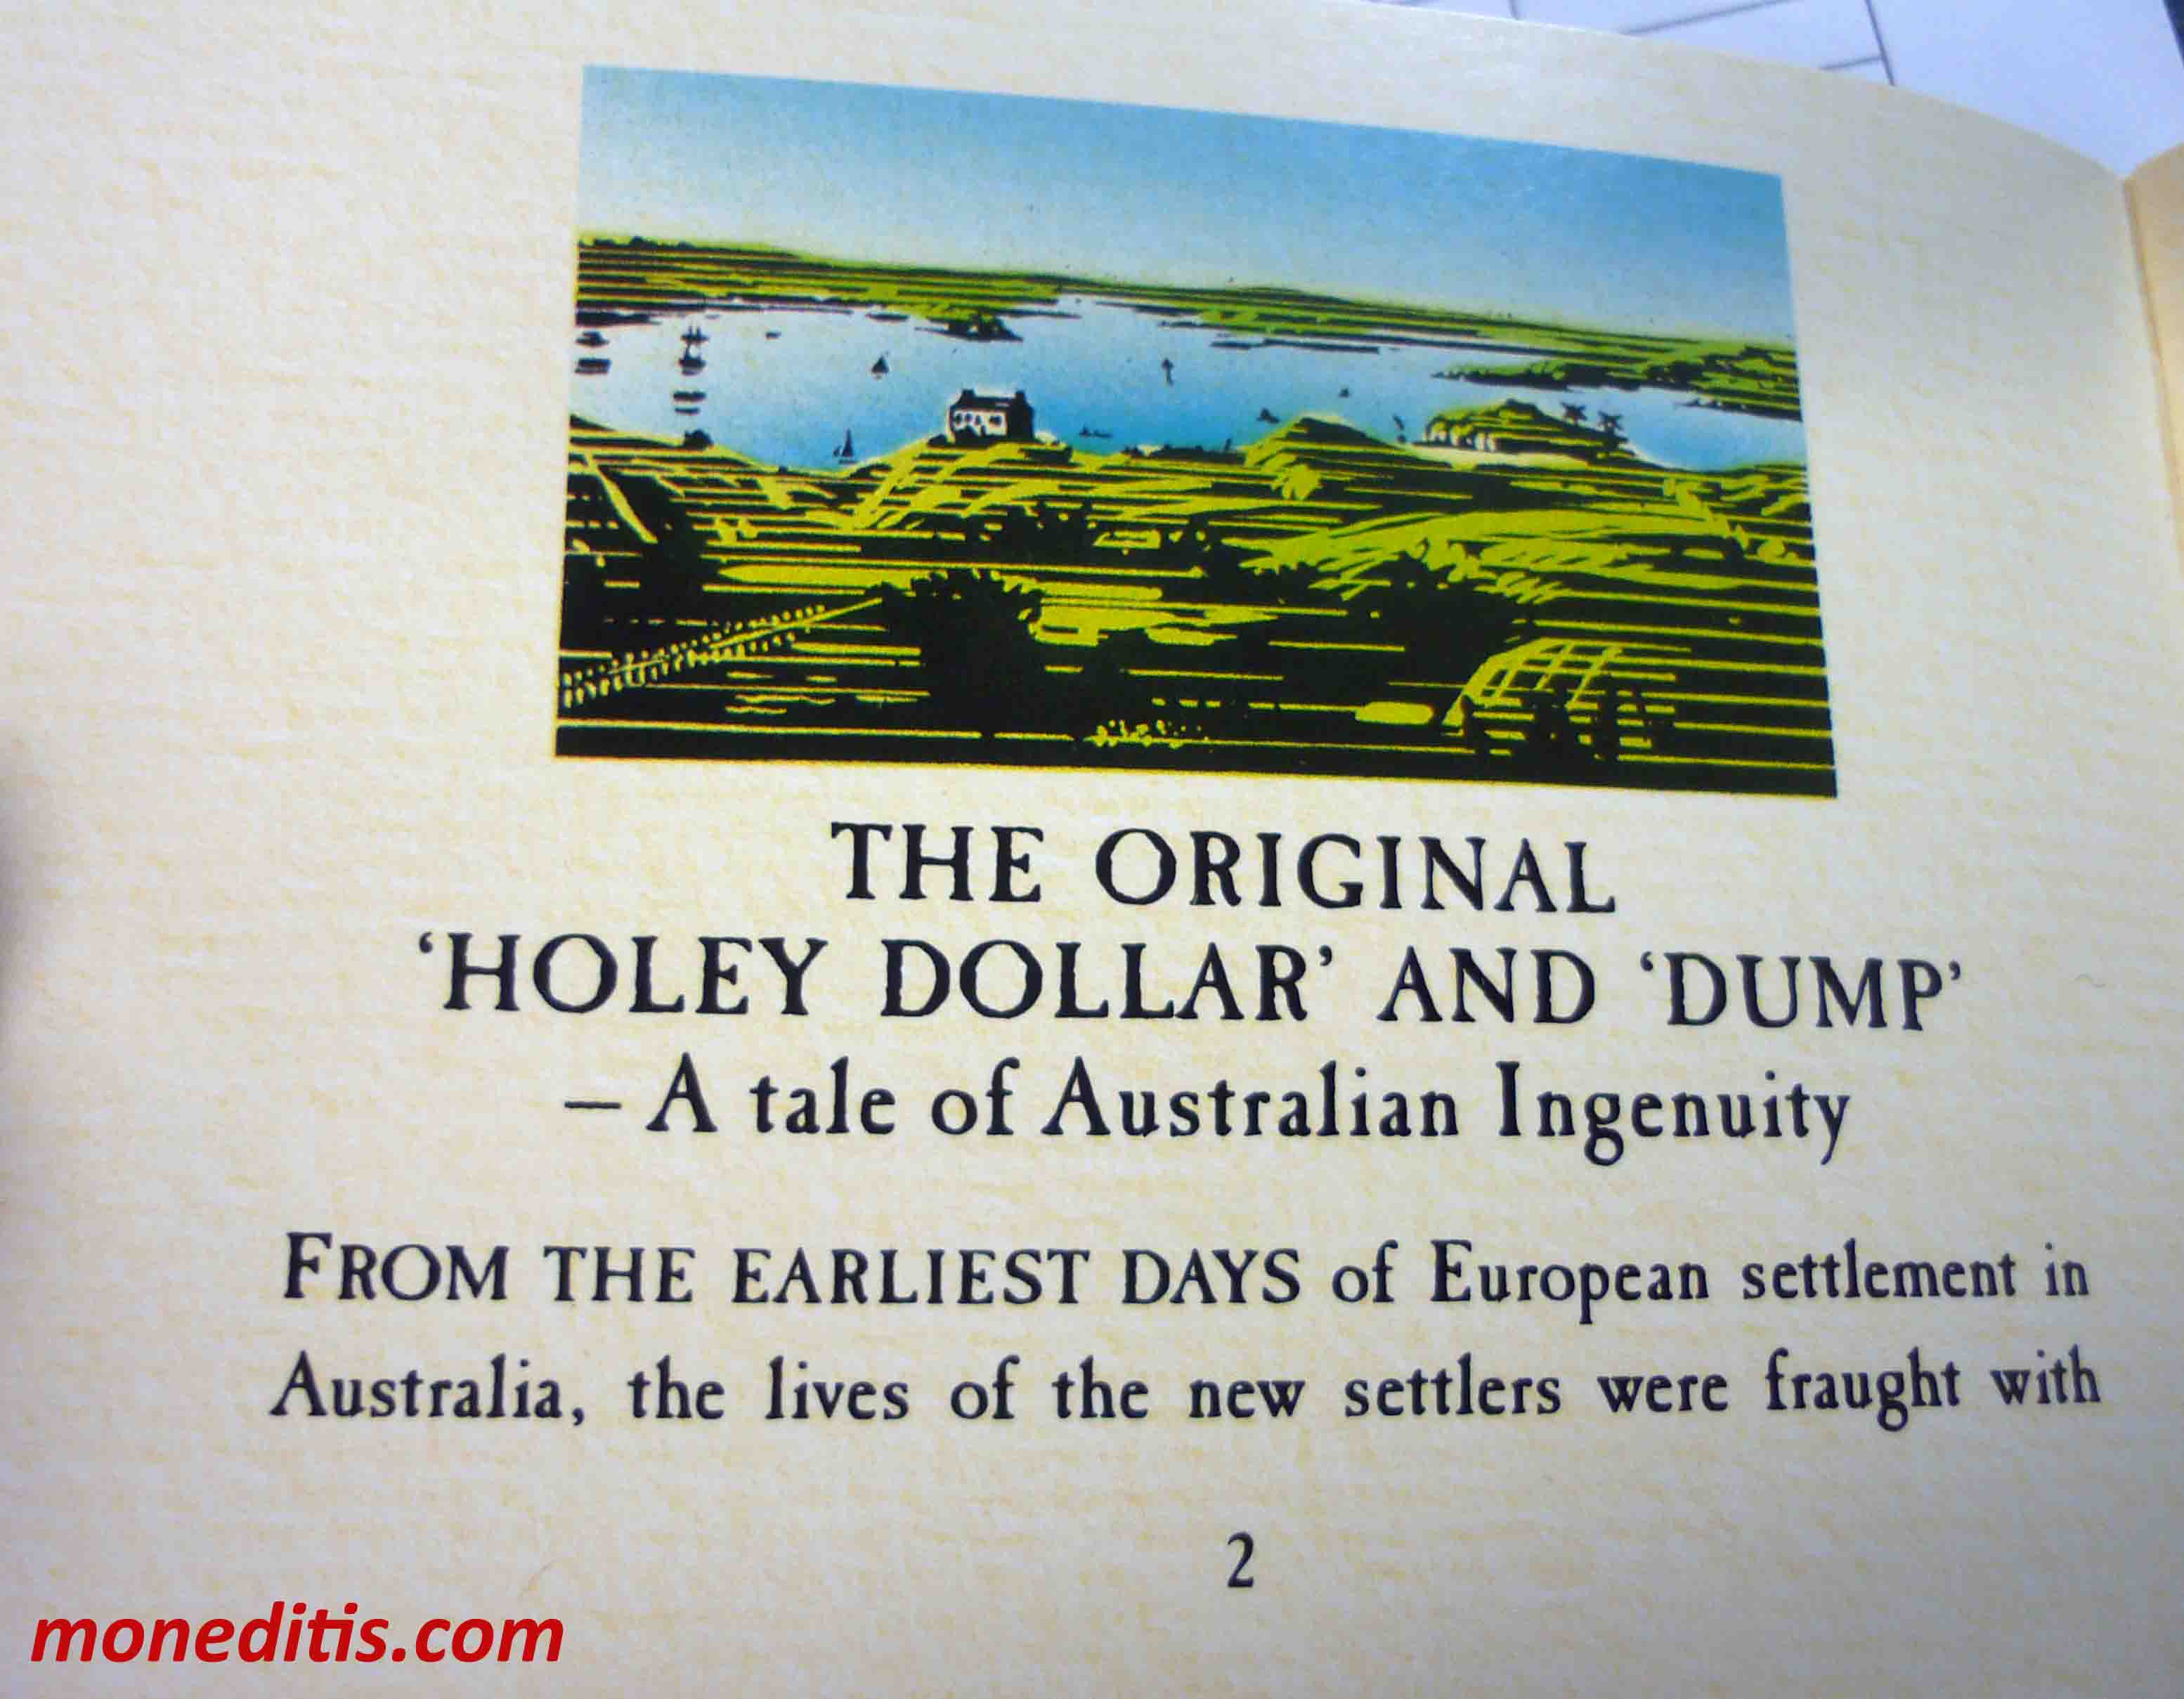 THE ORIGINAL
‘HOLEY DOLLAR’ AND ‘DUMP’
– A tale of Australian Ingenuity
FROM THE EARLIEST DAYS of European settlement in
Australia, the lives of the new settlers were fraught with
2
moneditis.com